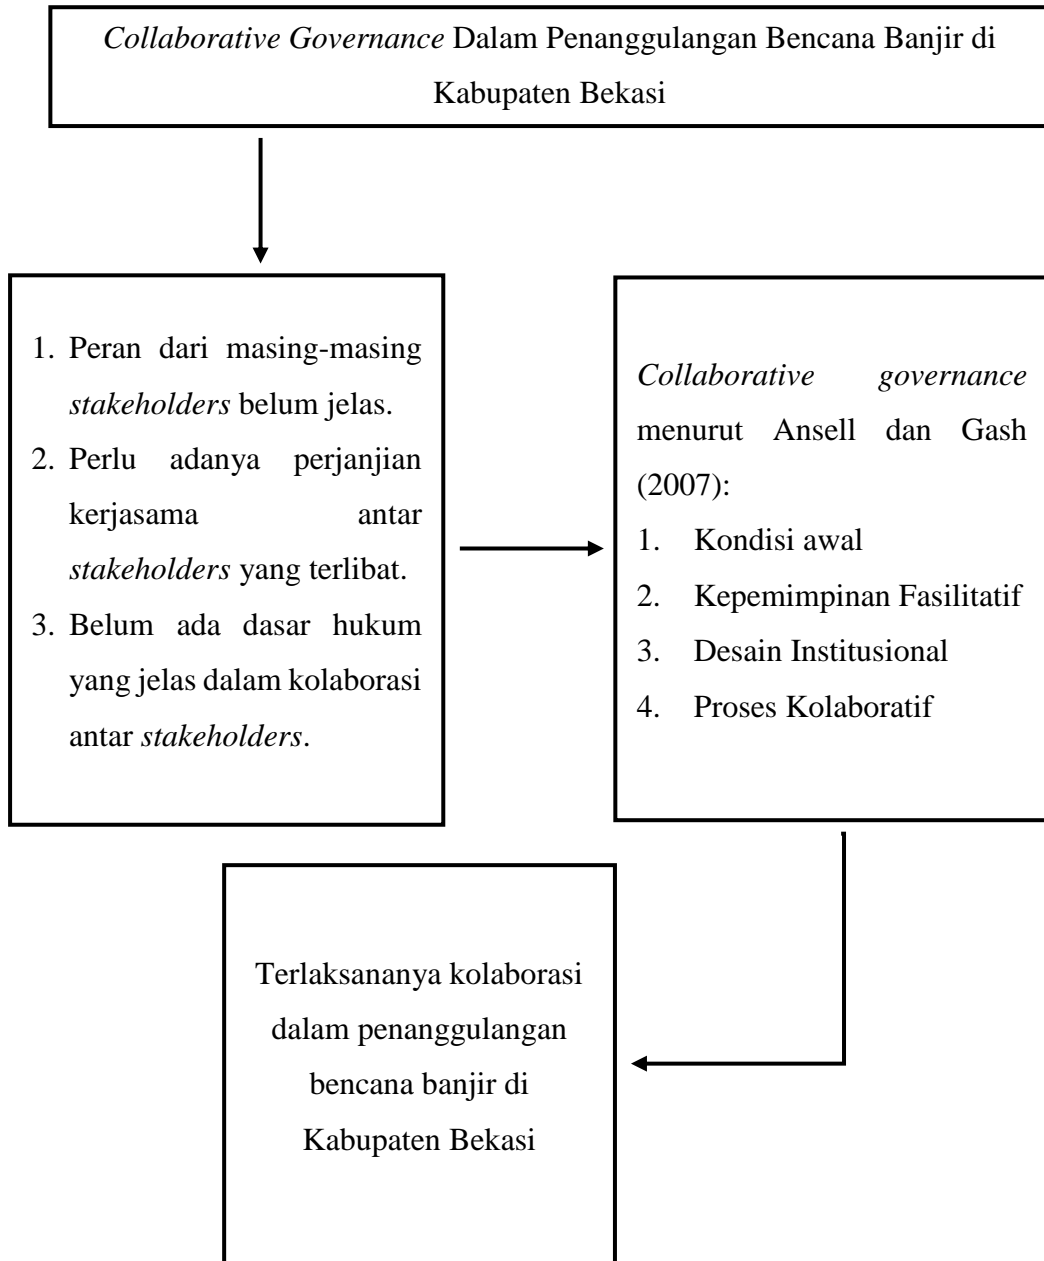 Collaborative Governance Dalam Penanggulangan Bencana Banjir di
Kabupaten Bekasi
1. Peran dari masing-masing
stakeholders belum jelas.
2. Perlu adanya perjanjian
kerjasama antar
stakeholders yang terlibat.
3. Belum ada dasar hukum
yang jelas dalam kolaborasi
antar stakeholders.
Collaborative governance
menurut Ansell dan Gash
(2007):
1. Kondisi awal
2. Kepemimpinan Fasilitatif
3. Desain Institusional
4. Proses Kolaboratif
Terlaksananya kolaborasi
dalam penanggulangan
bencana banjir di
Kabupaten Bekasi